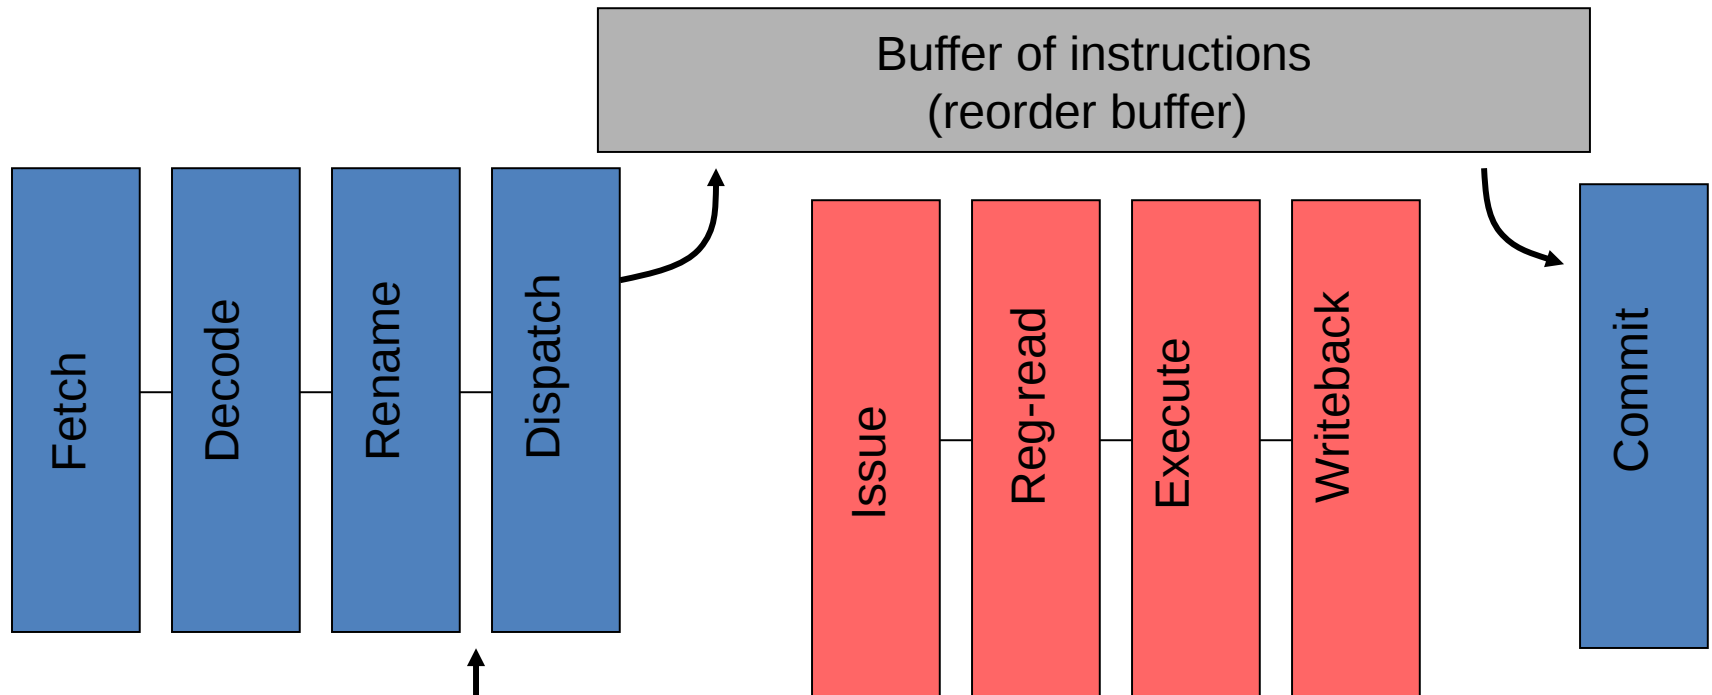 Buffer of instructions
(reorder buffer)
Fetch
Decode
Rename
Dispatch
Issue
Reg-read
Execute
Writeback
Commit